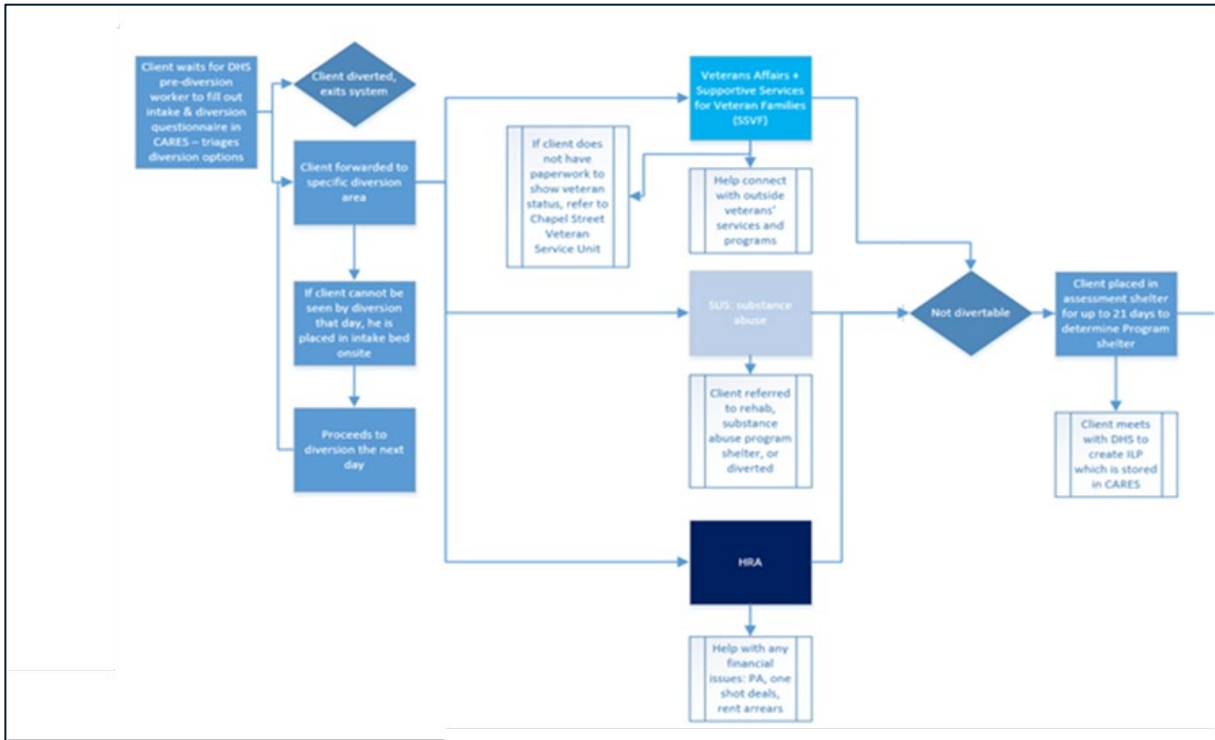 Client waits for DHS
pre-diversion
worker to fill out
intake & diversion
questionnaire in
CARES – triages
diversion options
Client diverted,
exits system
Client forwarded to
specific diversion
area
If client cannot be
seen by diversion
that day, he is
placed in intake bed
onsite
Proceeds to
diversion the next
day
Veterans Affairs +
Supportive Services
for Veteran Families
(SSVF)
If client does
not have
paperwork to
show veteran
status, refer to
Chapel Street
Veteran
Service Unit
Help connect
with outside
veterans'
services and
programs
SUS: substance
abuse
Client referred
to rehab,
substance
abuse program
shelter, or
diverted
HRA
Help with any
financial
issues: PA, one
shot deals,
rent arrears
Not divertable
Client placed in
assessment shelter
for up to 21 days to
determine Program
shelter
Client meets
with DHS to
create ILP
which is stored
in CARES